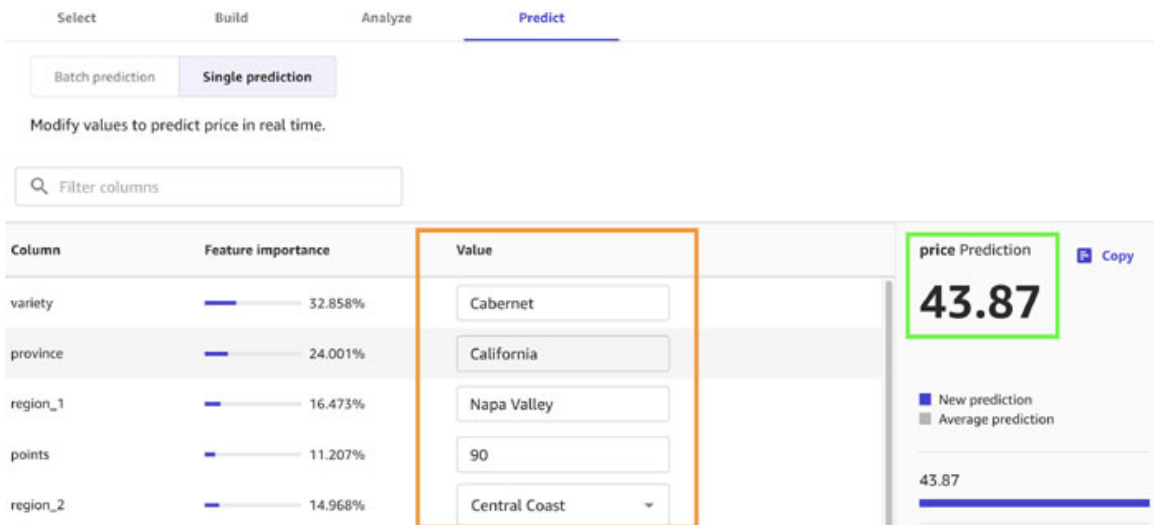 Select Build Analyze Predict
Batch prediction Single prediction
Modify values to predict price in real time.
Filter columns
Column Feature importance Value
price Prediction Copy
43.87
variety 32.858% Cabernet
province 24.001% California
region_1 16.473% Napa Valley
New prediction
Average prediction
points 11.207% 90
43.87
region_2 14.968% Central Coast